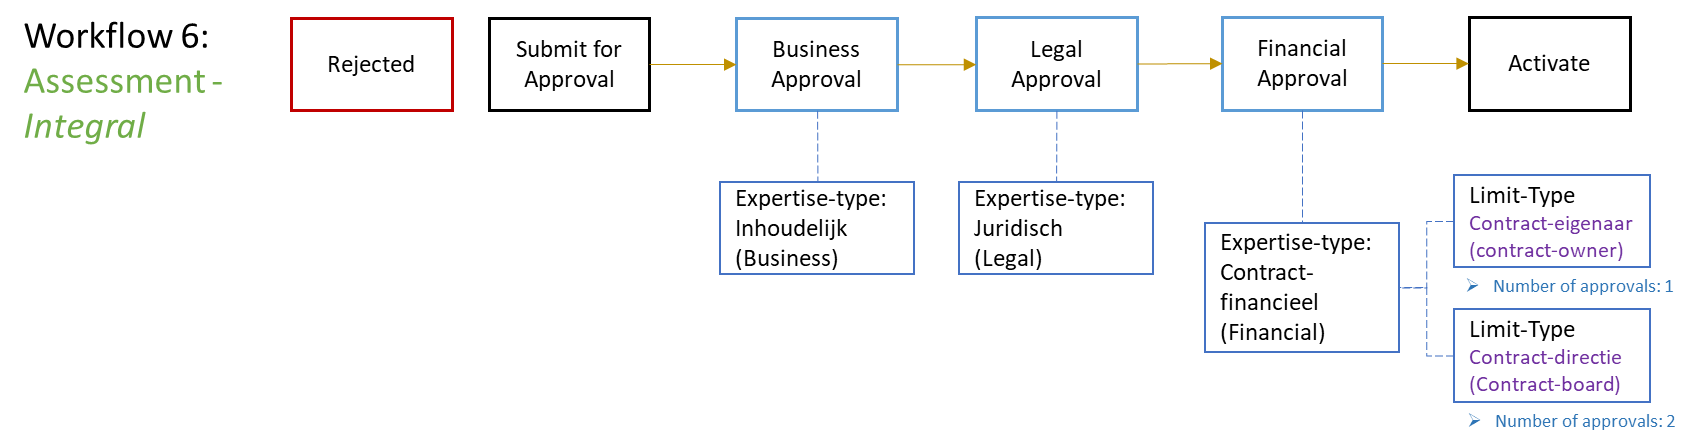 Workflow 6:
Assessment -
Integral
Rejected
Submit for
Approval
Business
Approval
Legal
Approval
Financial
Approval
Activate
Expertise-type:
Inhoudelijk
(Business)
Expertise-type:
Juridisch
(Legal)
Expertise-type:
Contract-
financieel
(Financial)
Limit-Type
Contract-eigenaar
(contract-owner)
Number of approvals: 1
Limit-Type
Contract-directie
(Contract-board)
Number of approvals: 2